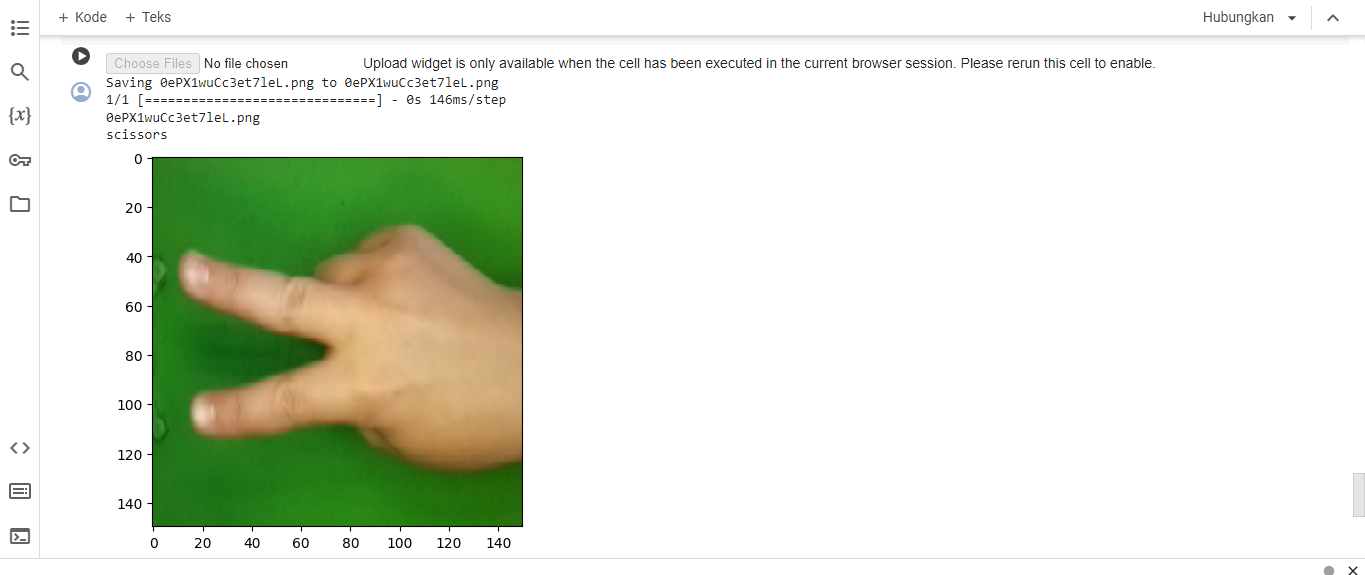 + Kode + Teks
Hubungkan
{x}
Choose Files No file chosen Upload widget is only available when the cell has been executed in the current browser session. Please rerun this cell to enable.
Saving 0ePX1wuCc3et7leL.png to 0ePX1wuCc3et7leL.png
1/1 [==============================] - 0s 146ms/step
0ePX1wuCc3et7leL.png
scissors
0
20
40
60
80
100
120
140
0 20 40 60 80 100 120 140